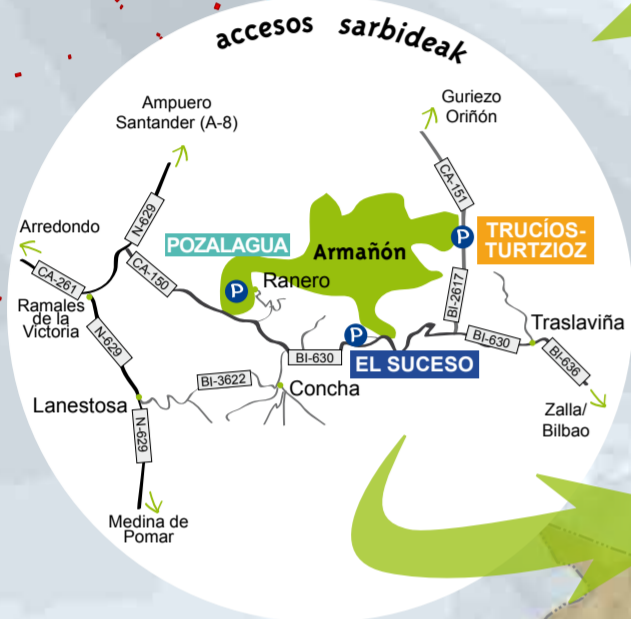 accesos sarbideak
Ampuero
Santander (A-8)
Guriezo
Oriñón
N-629
CA-151
Arredondo
POZALAGUA
Armañón
P
TRUCÍOS-
TURTZIOZ
CA-261
CA-150
Ranero
P
BI-2617
Ramales
de la
Victoria
N-629
P
BI-630
BI-630
Traslaviña
EL SUCESO
BI-636
BI-3622
Concha
Lanestosa
Zalla/
Bilbao
N-629
Medina de
Pomar